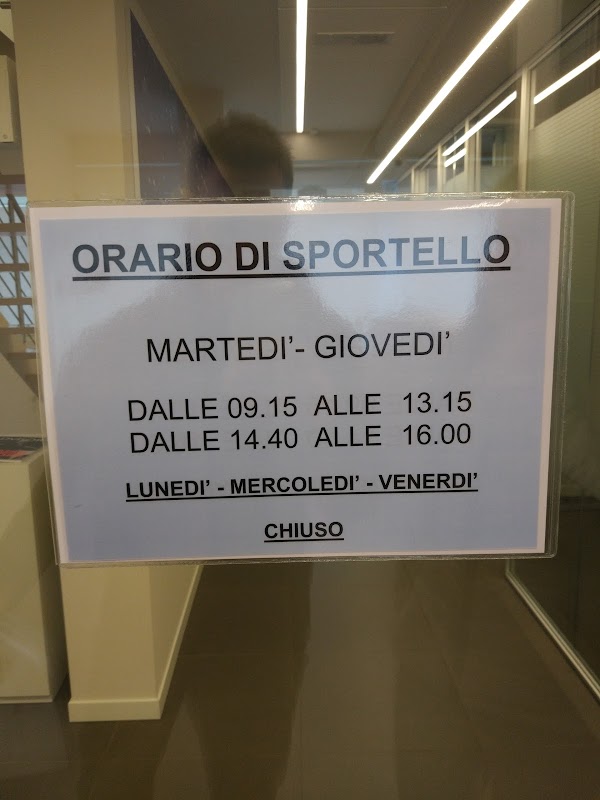 ORARIO DI SPORTELLO
MARTEDI’- GIOVEDI’
DALLE 09.15 ALLE 13.15
DALLE 14.40 ALLE 16.00
LUNEDI’ - MERCOLEDI’ - VENERDI’
CHIUSO